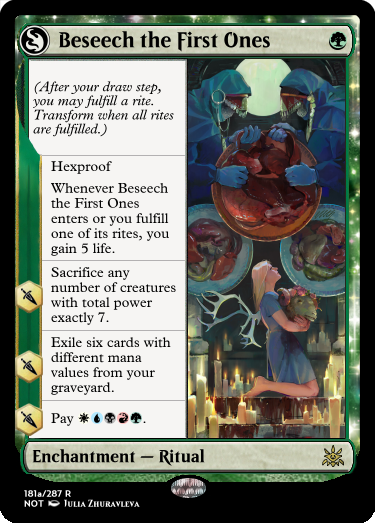 Beseech the First Ones
(After your draw step,
you may fulfill a rite.
Transform when all rites
are fulfilled.)
Hexproof
Whenever Beseech
the First Ones
enters or you fulfill
one of its rites, you
gain 5 life.
Sacrifice any
number of creatures
with total power
exactly 7.
Exile six cards with
different mana
values from your
graveyard.
Pay .
Enchantment — Ritual
181a/287 R
NOT Julia Zhuravleva